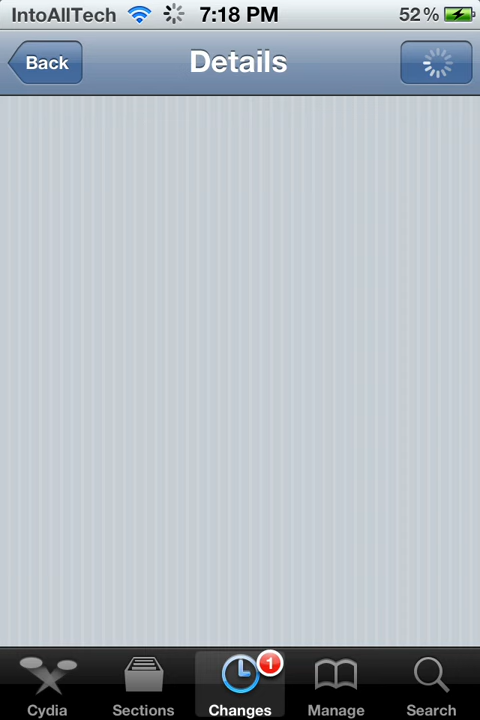 IntoAllTech 7:18 PM 52%
Back Details
1
Cydia Sections Changes Manage Search